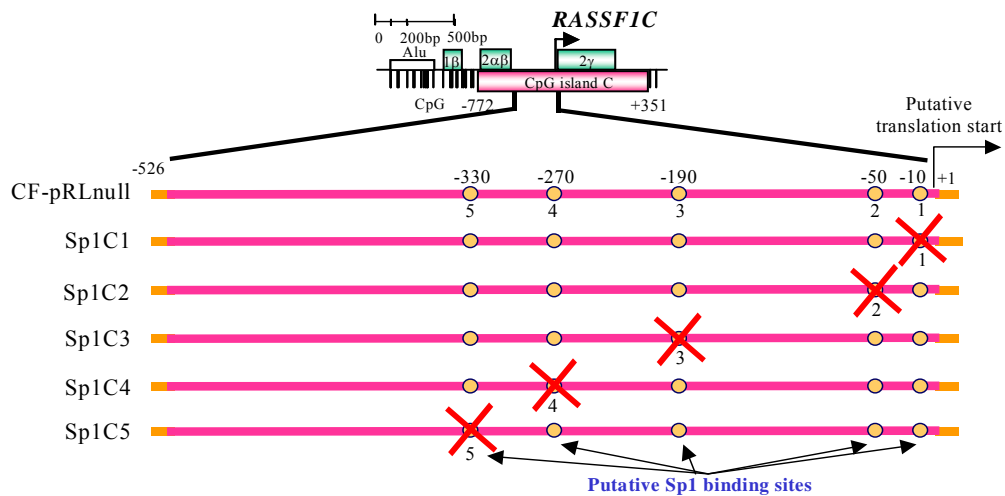 RASSF1C
0 200bp 500bp
Alu
1β 2αβ 2γ
CpG island C
CpG -772 +351
Putative
translation start
-526
-330 -270 -190 -50 -10 +1
CF-pRLnull
5 4 3 2 1
Sp1C1
1
Sp1C2
2
Sp1C3
3
Sp1C4
4
Sp1C5
5
Putative Sp1 binding sites